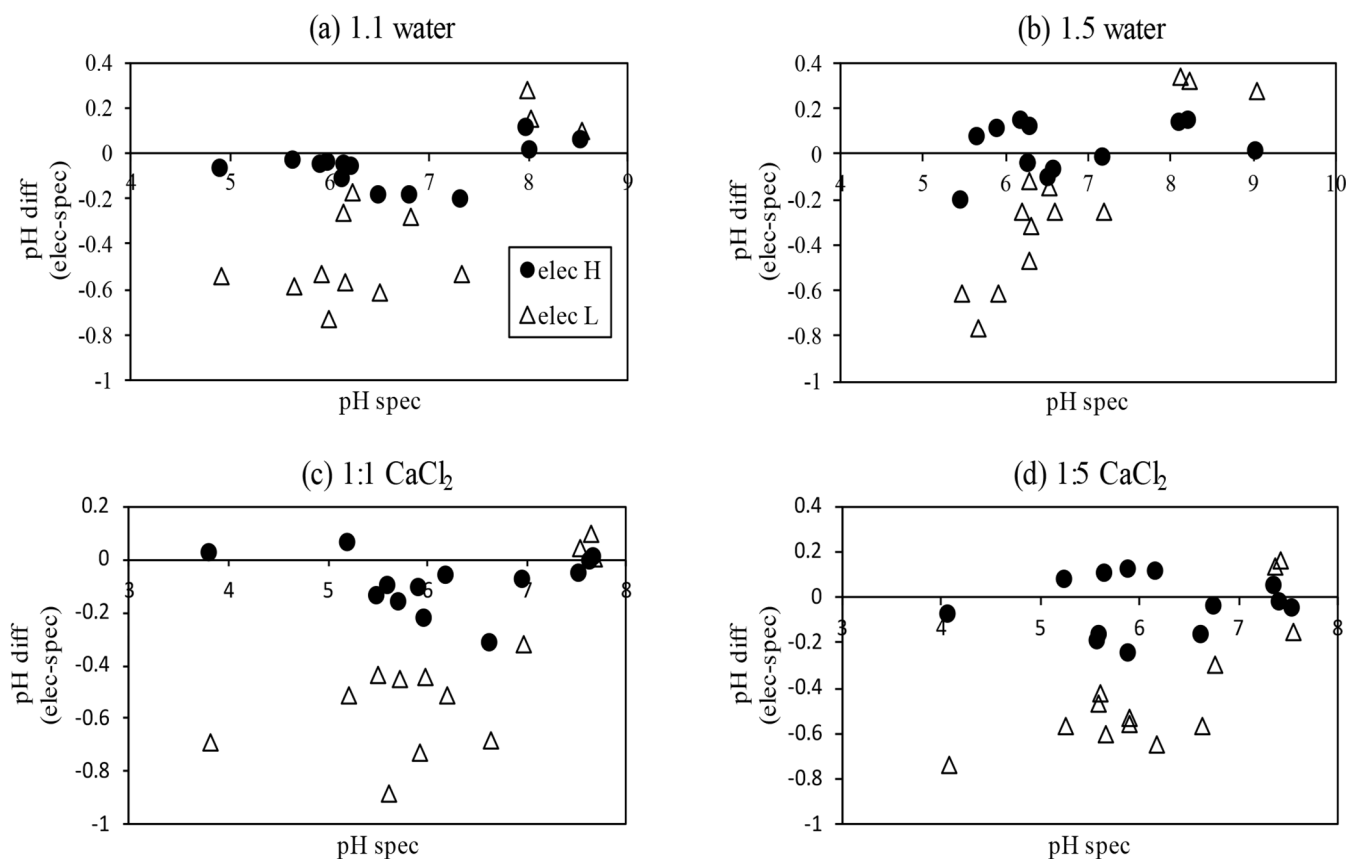 (a) 1.1 water
0.4
0.2
0
-0.2
-0.4
-0.6
-0.8
-1
4 5 6 7 8 9
pH diff
(elec-spec)
pH spec
elec H
elec L
(b) 1.5 water
0.4
0.2
0
-0.2
-0.4
-0.6
-0.8
-1
4 5 6 7 8 9 10
pH diff
(elec-spec)
pH spec
(c) 1:1 CaCl₂
0.2
0
-0.2
-0.4
-0.6
-0.8
-1
3 4 5 6 7 8
pH diff
(elec-spec)
pH spec
(d) 1:5 CaCl₂
0.4
0.2
0
-0.2
-0.4
-0.6
-0.8
-1
3 4 5 6 7 8
pH diff
(elec-spec)
pH spec